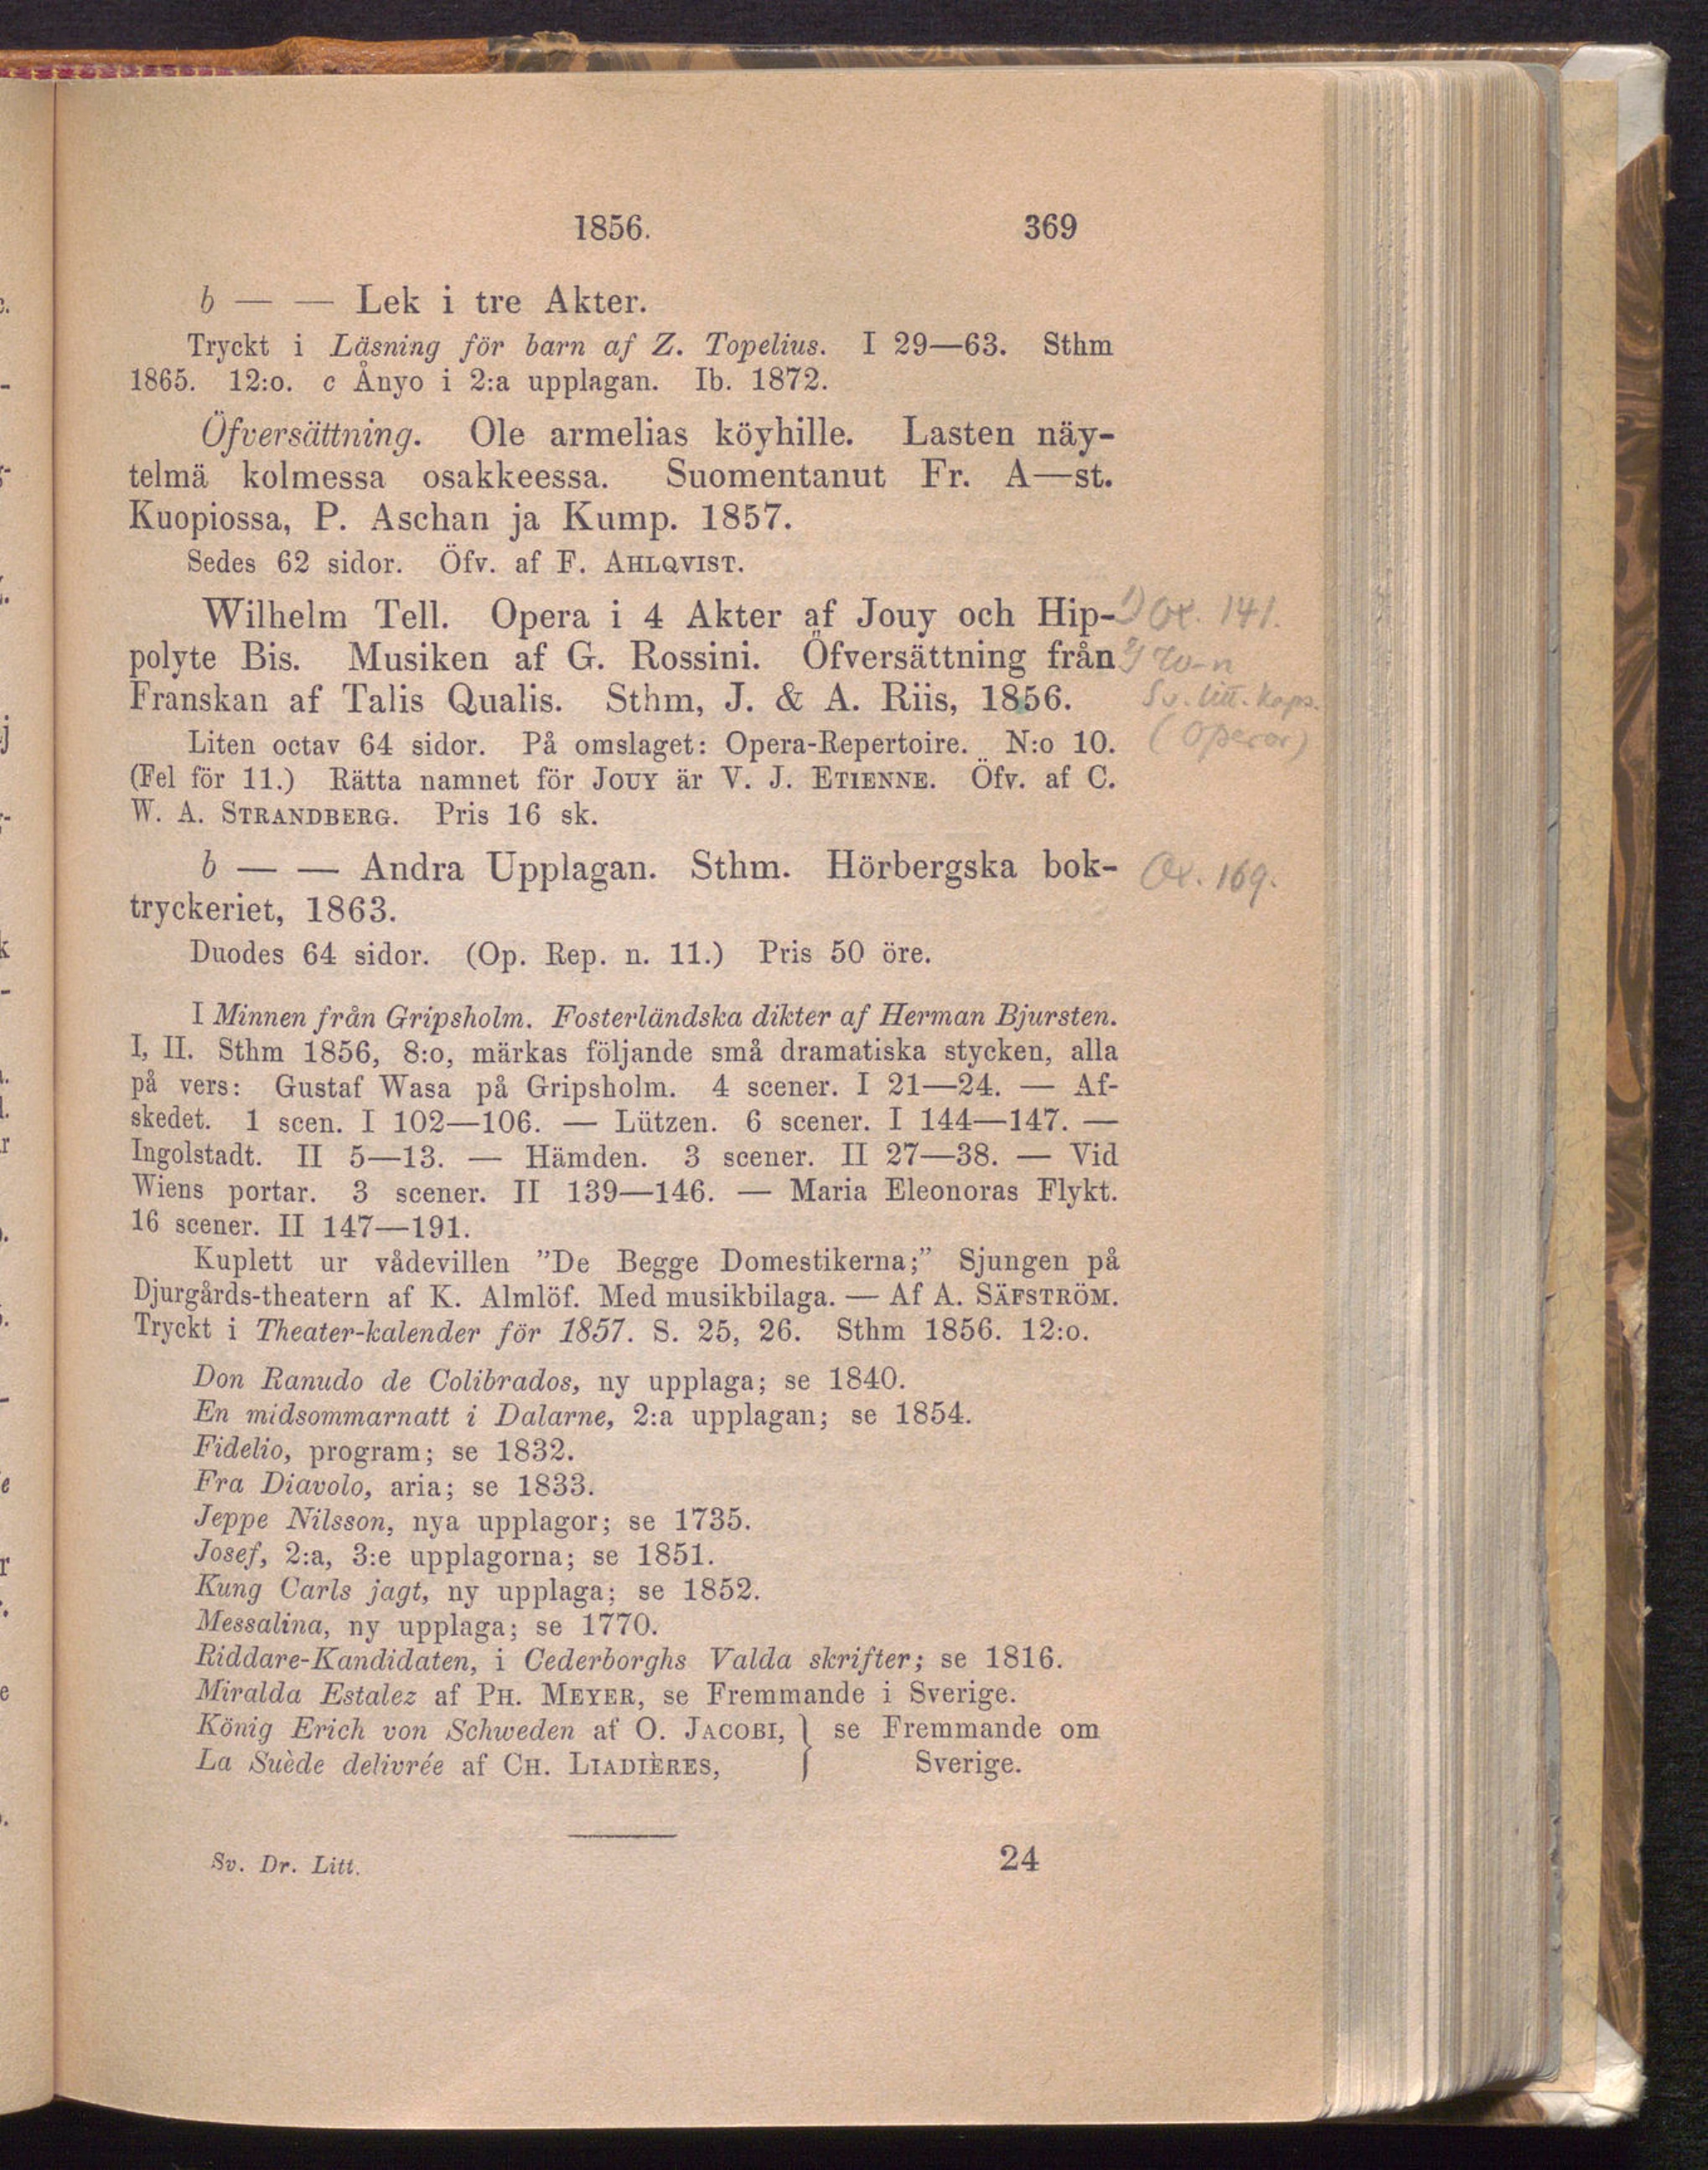 1856. 369
b — — Lek i tre Akter.
Tryckt i Läsning för barn af Z. Topelius. I 29—63. Sthm
1865. 12:o. c Ånyo i 2:a upplagan. Ib. 1872.
Öfversättning. Ole armelias köyhille. Lasten näy-
telmä kolmessa osakkeessa. Suomentanut Fr. A—st.
Kuopiossa, P. Aschan ja Kump. 1857.
Sedes 62 sidor. Öfv. af F. AHLQVIST.
Wilhelm Tell. Opera i 4 Akter af Jouy och Hip- 1) Ox. 141.
polyte Bis. Musiken af G. Rossini. Öfversättning från
Franskan af Talis Qualis. Sthm, J. & A. Riis, 1856. Sv. litt. kaps.
Liten octav 64 sidor. På omslaget: Opera-Repertoire. N:o 10. (Operor)
(Fel för 11.) Rätta namnet för JOUY är V. J. ETIENNE. Öfv. af C.
W. A. STRANDBERG. Pris 16 sk.
b — — Andra Upplagan. Sthm. Hörbergska bok- Ox. 169.
tryckeriet, 1863.
Duodes 64 sidor. (Op. Rep. n. 11.) Pris 50 öre.
I Minnen från Gripsholm. Fosterländska dikter af Herman Bjursten.
I, II. Sthm 1856, 8:o, märkas följande små dramatiska stycken, alla
på vers: Gustaf Wasa på Gripsholm. 4 scener. I 21—24. — Af-
skedet. 1 scen. I 102—106. — Lützen. 6 scener. I 144—147. —
Ingolstadt. II 5—13. — Hämden. 3 scener. II 27—38. — Vid
Wiens portar. 3 scener. II 139—146. — Maria Eleonoras Flykt.
16 scener. II 147—191.
Kuplett ur vådevillen ”De Begge Domestikerna;” Sjungen på
Djurgårds-theatern af K. Almlöf. Med musikbilaga. — Af A. SÄFSTRÖM.
Tryckt i Theater-kalender för 1857. S. 25, 26. Sthm 1856. 12:o.
Don Ranudo de Colibrados, ny upplaga; se 1840.
En midsommarnatt i Dalarne, 2:a upplagan; se 1854.
Fidelio, program; se 1832.
Fra Diavolo, aria; se 1833.
Jeppe Nilsson, nya upplagor; se 1735.
Josef, 2:a, 3:e upplagorna; se 1851.
Kung Carls jagt, ny upplaga; se 1852.
Messalina, ny upplaga; se 1770.
Riddare-Kandidaten, i Cederborghs Valda skrifter; se 1816.
Miralda Estalez af PH. MEYER, se Fremmande i Sverige.
König Erich von Schweden af O. JACOBI, } se Fremmande om
La Suède delivrée af CH. LIADIÈRES, Sverige.
Sv. Dr. Litt. 24